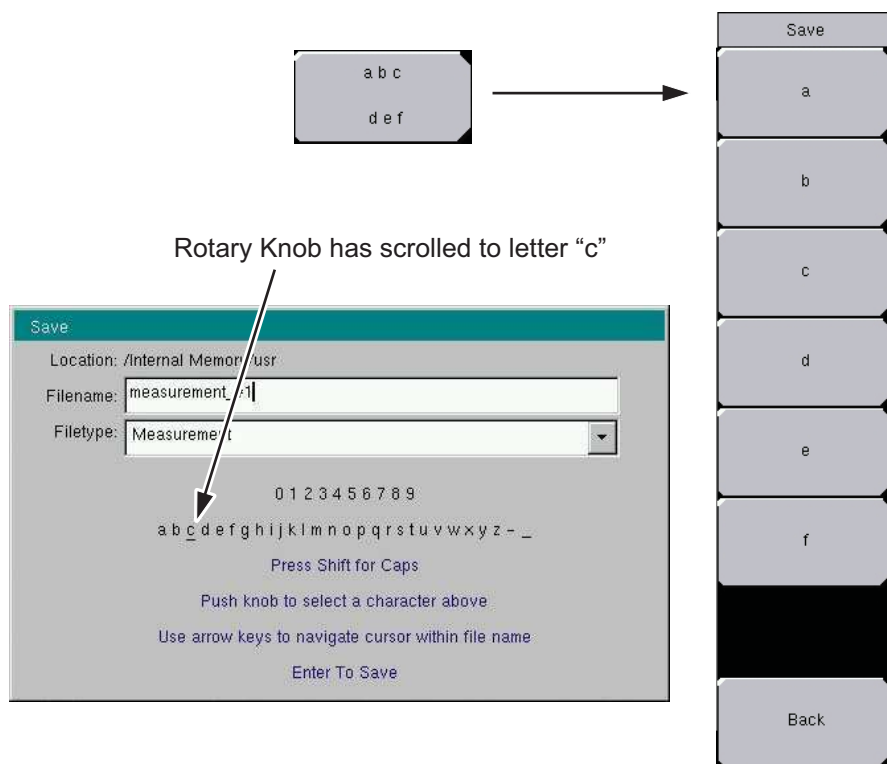 a b c
d e f
Save
a
b
c
d
e
f
Back
Rotary Knob has scrolled to letter “c”
Save
Location: /Internal Memory/usr
Filename: measurement_#1
Filetype: Measurement
0 1 2 3 4 5 6 7 8 9
a b c d e f g h i j k l m n o p q r s t u v w x y z - _
Press Shift for Caps
Push knob to select a character above
Use arrow keys to navigate cursor within file name
Enter To Save